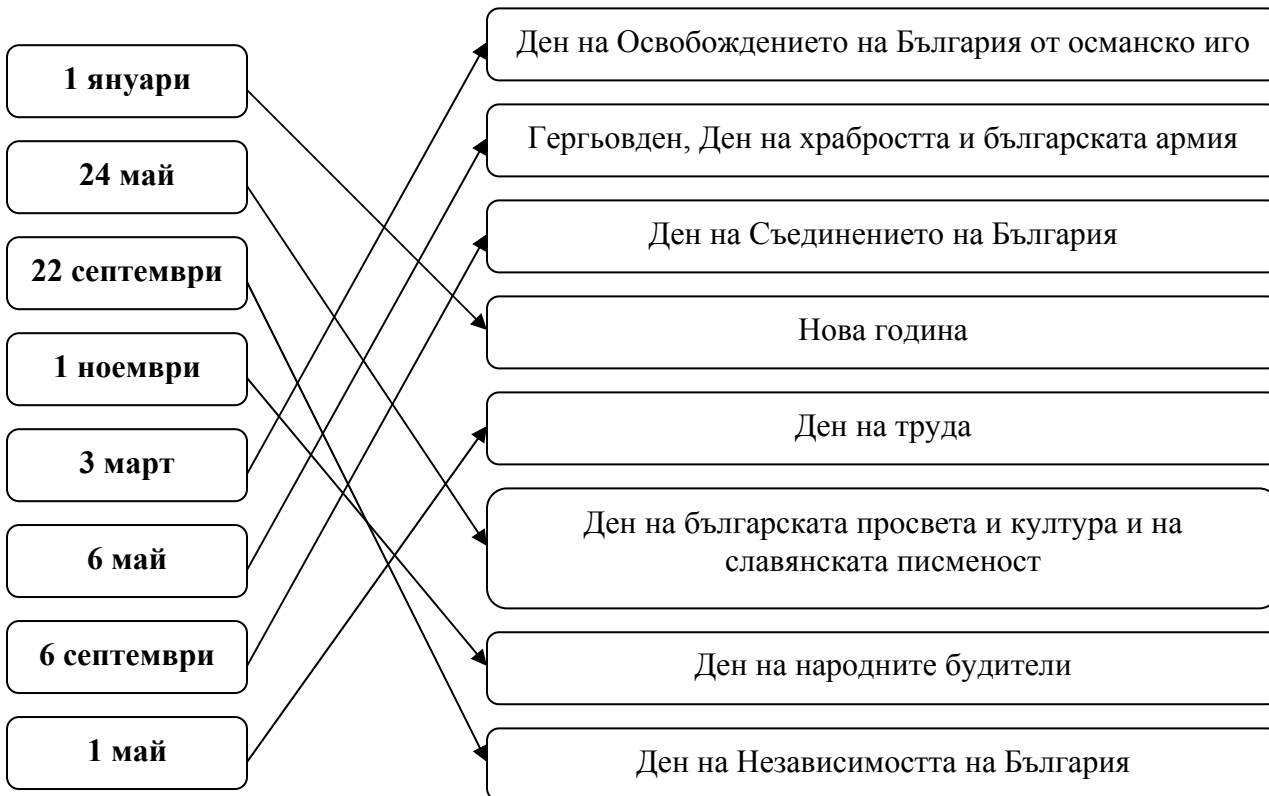 1 януари
24 май
22 септември
1 ноември
3 март
6 май
6 септември
1 май
Ден на Освобождението на България от османско иго
Гергьовден, Ден на храбростта и българската армия
Ден на Съединението на България
Нова година
Ден на труда
Ден на българската просвета и култура и на
славянската писменост
Ден на народните будители
Ден на Независимостта на България